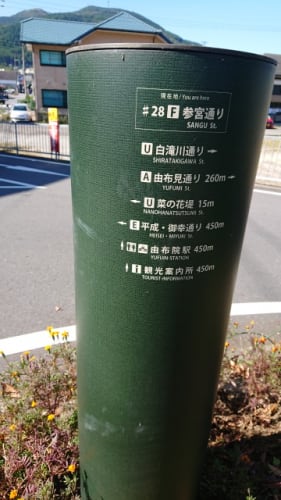 現在地/You are here
#28 F 参宮通り
SANGU St.
U 白滝川通り
SHIRATAKIGAWA St.
A 由布見通り 260m→
YUFUMI St.
←U 菜の花堤 15m
NANOHANATSUTSUMI St.
←E 平成・御幸通り 450m
HEISEI・MIYUKI St.
由布院駅 450m
YUFUIN-STATION
i 観光案内所 450m
TOURIST-INFORMATION